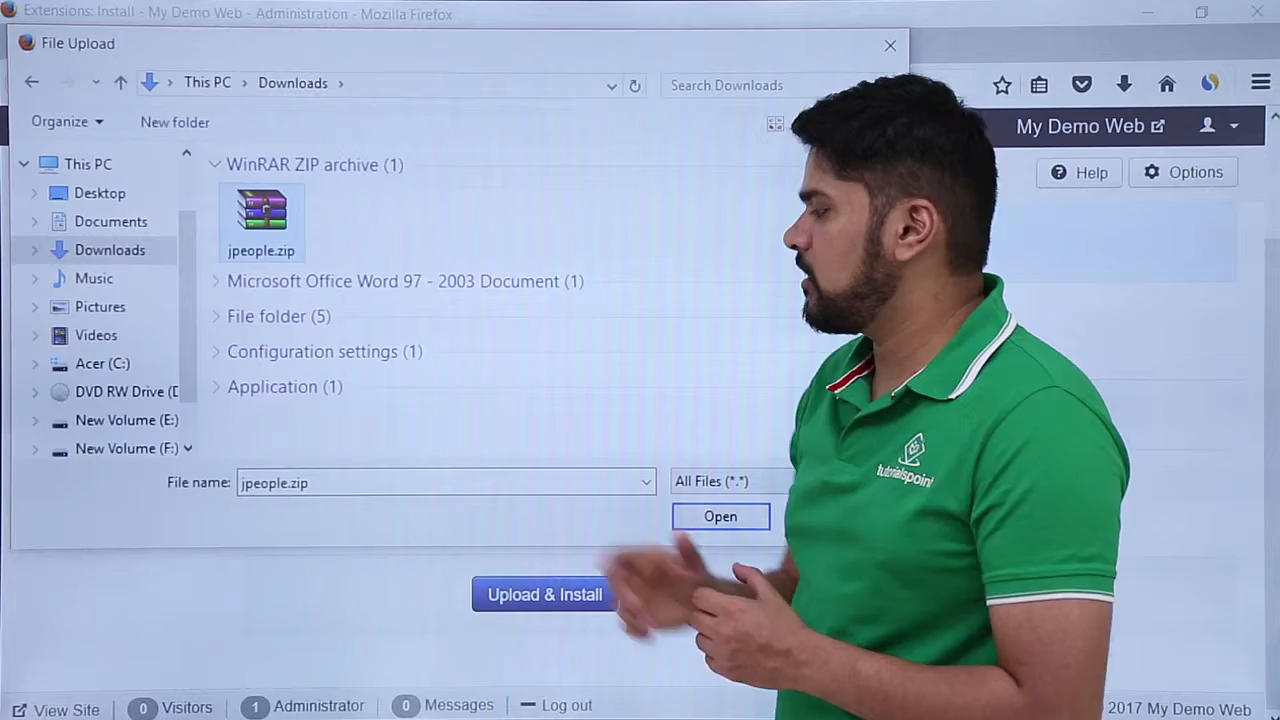 Extensions: Install - My Demo Web - Administration - Mozilla Firefox
File Upload
This PC
Downloads
Search Downloads
Organize
New folder
My Demo Web
Help
Options
This PC
Desktop
Documents
Downloads
Music
Pictures
Videos
Acer (C:)
DVD RW Drive (D
New Volume (E:)
New Volume (F:)
WinRAR ZIP archive (1)
jpeople.zip
Microsoft Office Word 97 - 2003 Document (1)
File folder (5)
Configuration settings (1)
Application (1)
File name:
jpeople.zip
All Files (*.*)
Open
tutorialspoint
Upload & Install
View Site
0 Visitors
1 Administrator
0 Messages
Log out
2017 My Demo Web